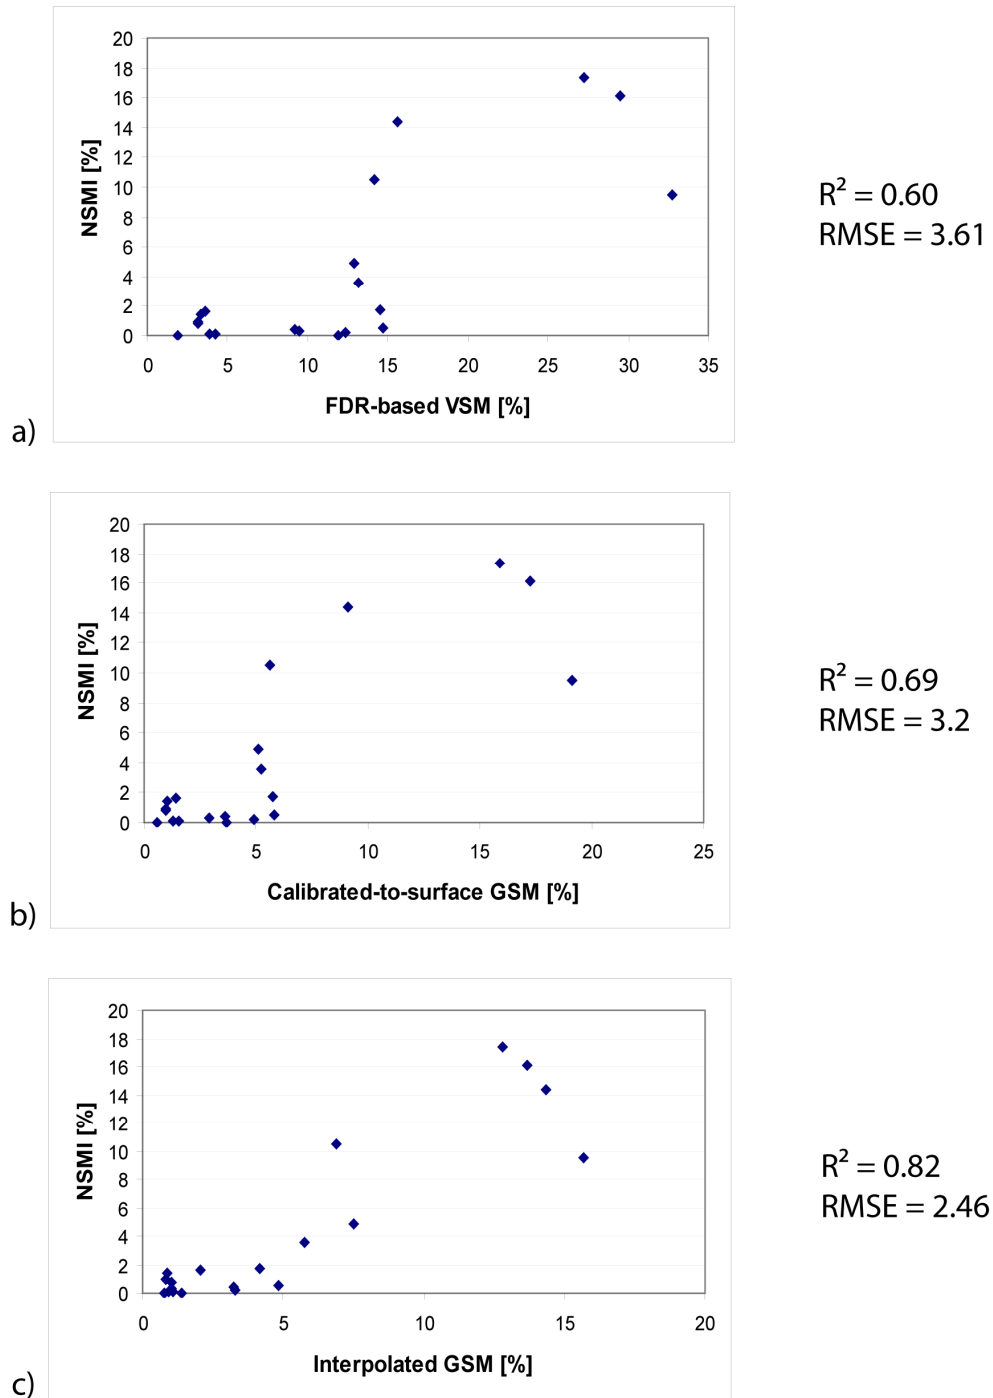 20
18
16
14
12
10
8
6
4
2
0
NSMI [%]
0 5 10 15 20 25 30 35
FDR-based VSM [%]
a)
R² = 0.60
RMSE = 3.61
20
18
16
14
12
10
8
6
4
2
0
NSMI [%]
0 5 10 15 20 25
Calibrated-to-surface GSM [%]
b)
R² = 0.69
RMSE = 3.2
20
18
16
14
12
10
8
6
4
2
0
NSMI [%]
0 5 10 15 20
Interpolated GSM [%]
c)
R² = 0.82
RMSE = 2.46